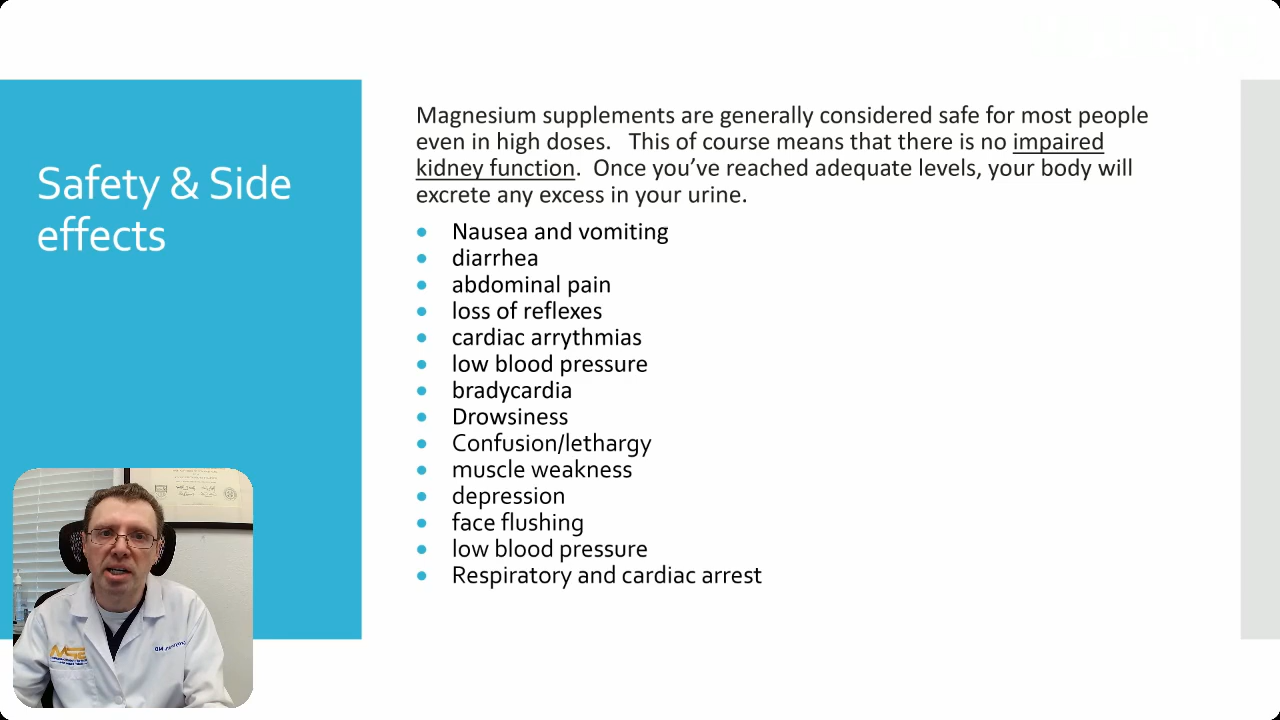 Safety & Side
effects
Magnesium supplements are generally considered safe for most people
even in high doses.   This of course means that there is no impaired
kidney function.  Once you’ve reached adequate levels, your body will
excrete any excess in your urine.
Nausea and vomiting
diarrhea
abdominal pain
loss of reflexes
cardiac arrythmias
low blood pressure
bradycardia
Drowsiness
Confusion/lethargy
muscle weakness
depression
face flushing
low blood pressure
Respiratory and cardiac arrest